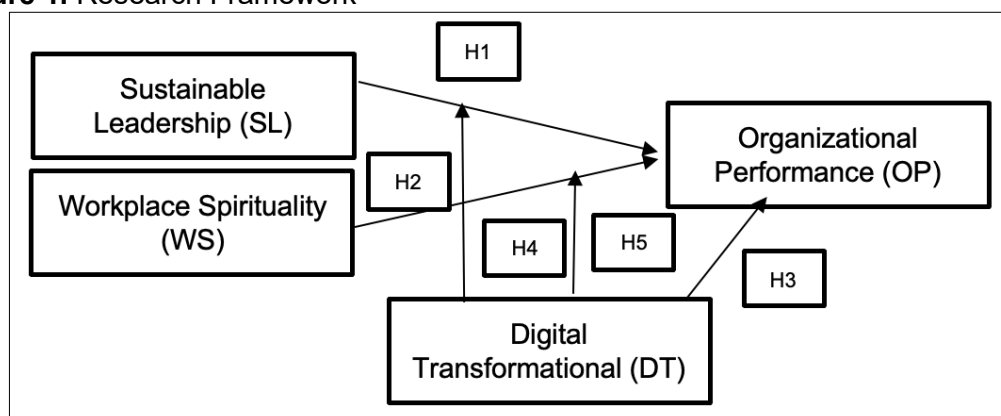 Research Framework
H1
Sustainable
Leadership (SL)
Organizational
Performance (OP)
H2
Workplace Spirituality
(WS)
H4
H5
H3
Digital
Transformational (DT)